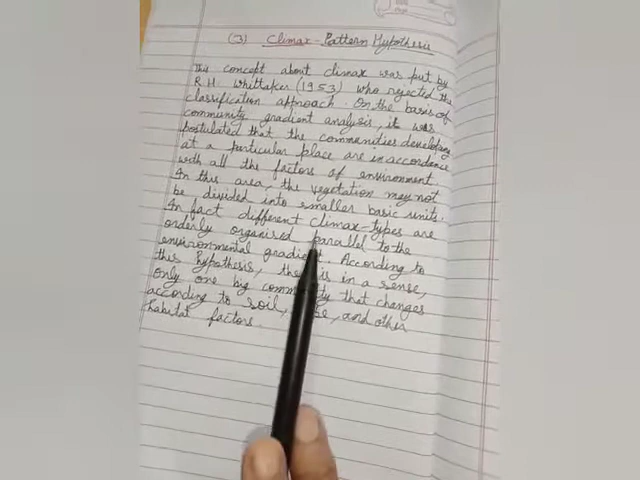 (3) Climax-Pattern Hypothesis
This concept about climax was put by
R.H. Whittaker (1953) who rejected the
classification approach. On the basis of
community gradient analysis, it was
postulated that the communities developing
at a particular place are in accordance
with all the factors of environment.
In this area, the vegetation may not
be divided into smaller basic units.
In fact different climax-types are
orderly organised parallel to the
environmental gradient. According to
this hypothesis, there is in a sense,
only one big community that changes
according to soil, and other
habitat factors.